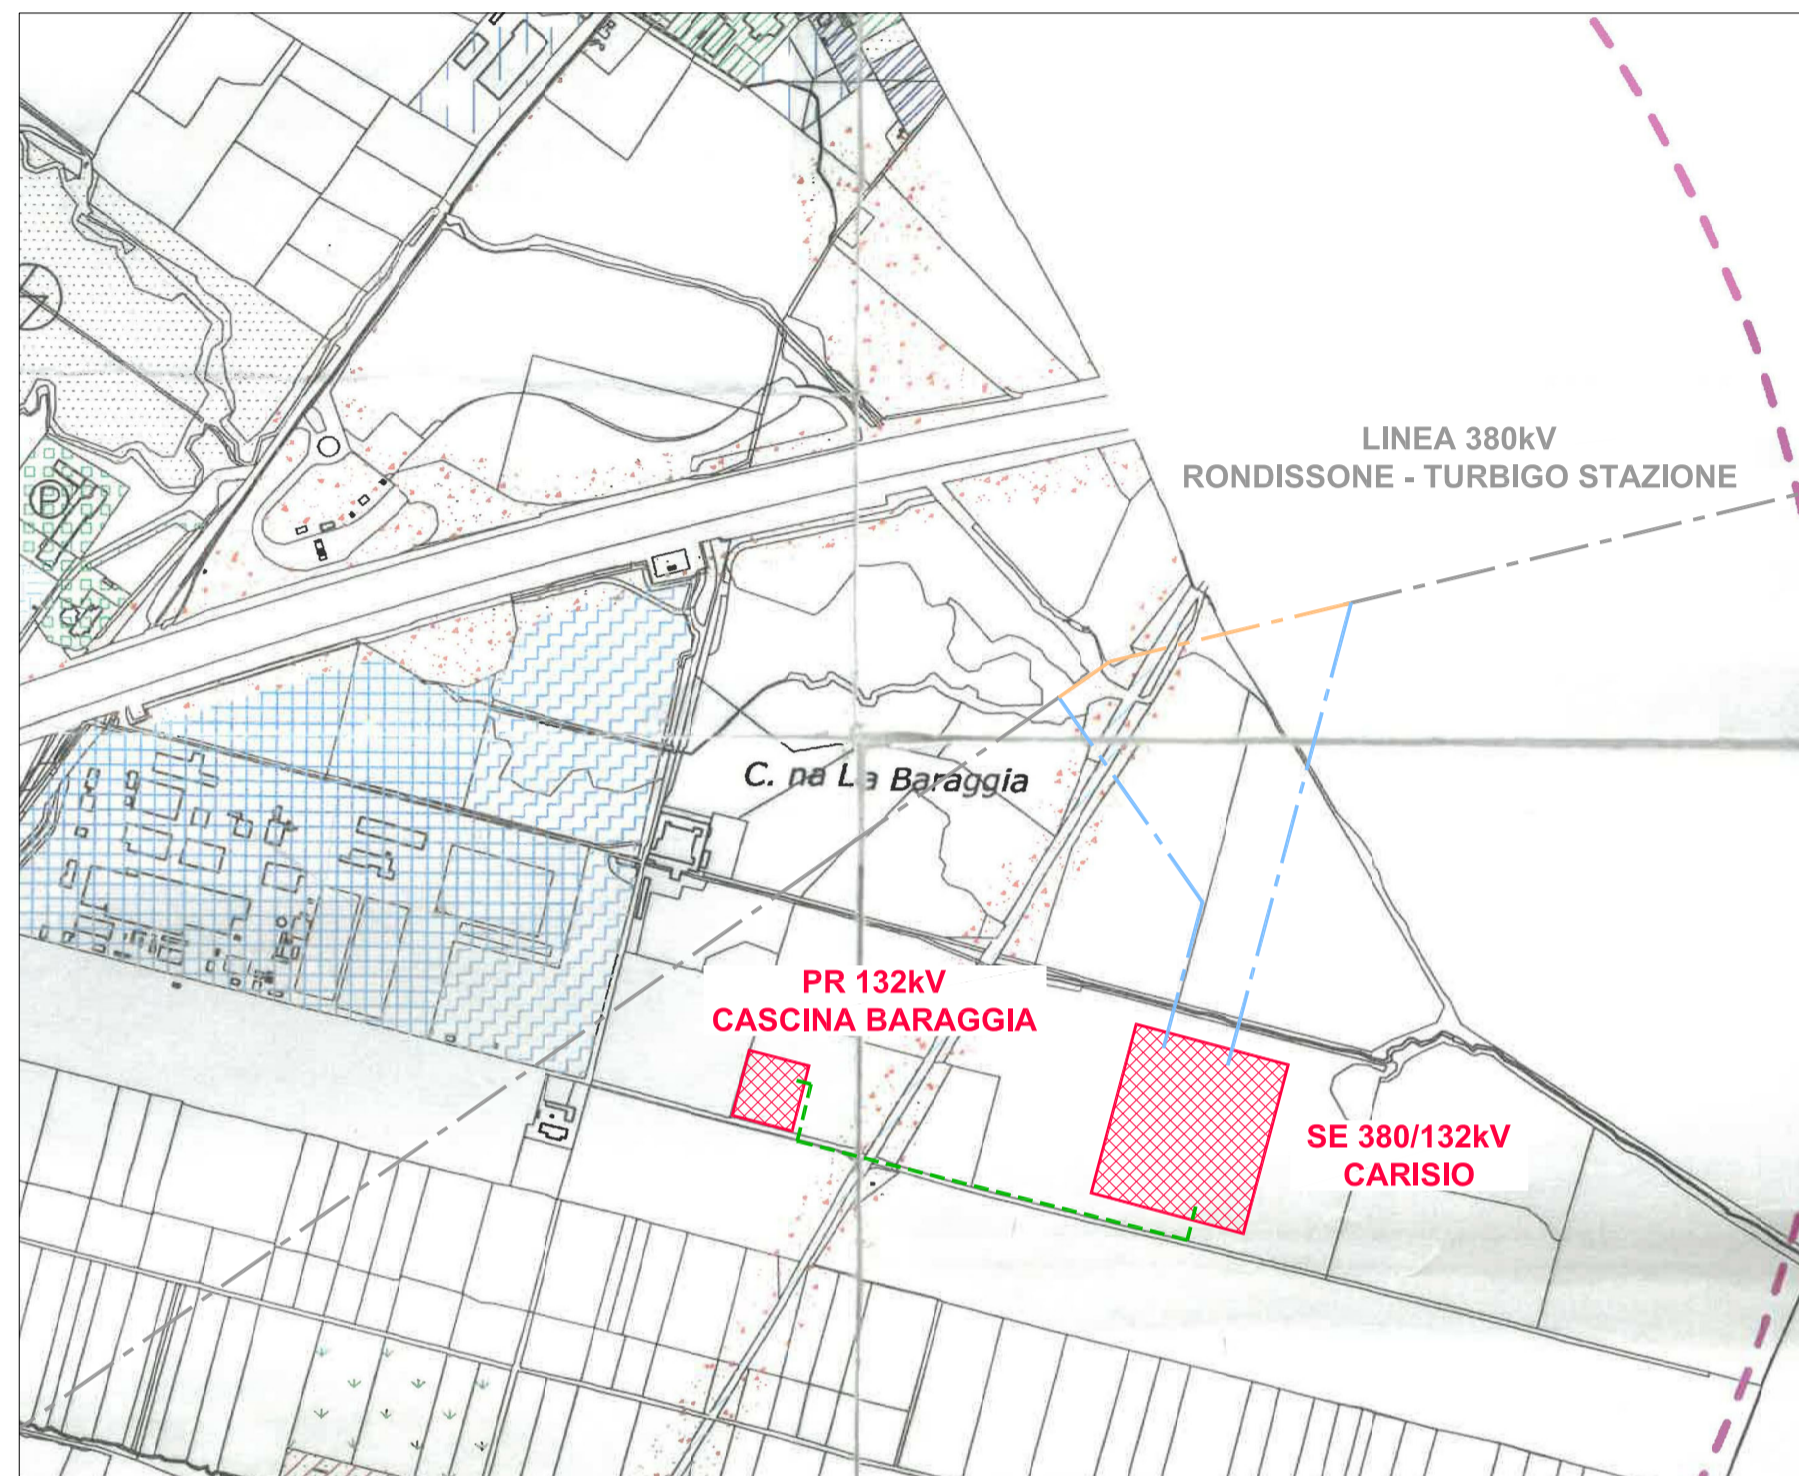 LINEA 380kV
RONDISSONE - TURBIGO STAZIONE
P
C. na La Baraggia
PR 132kV
CASCINA BARAGGIA
SE 380/132kV
CARISIO